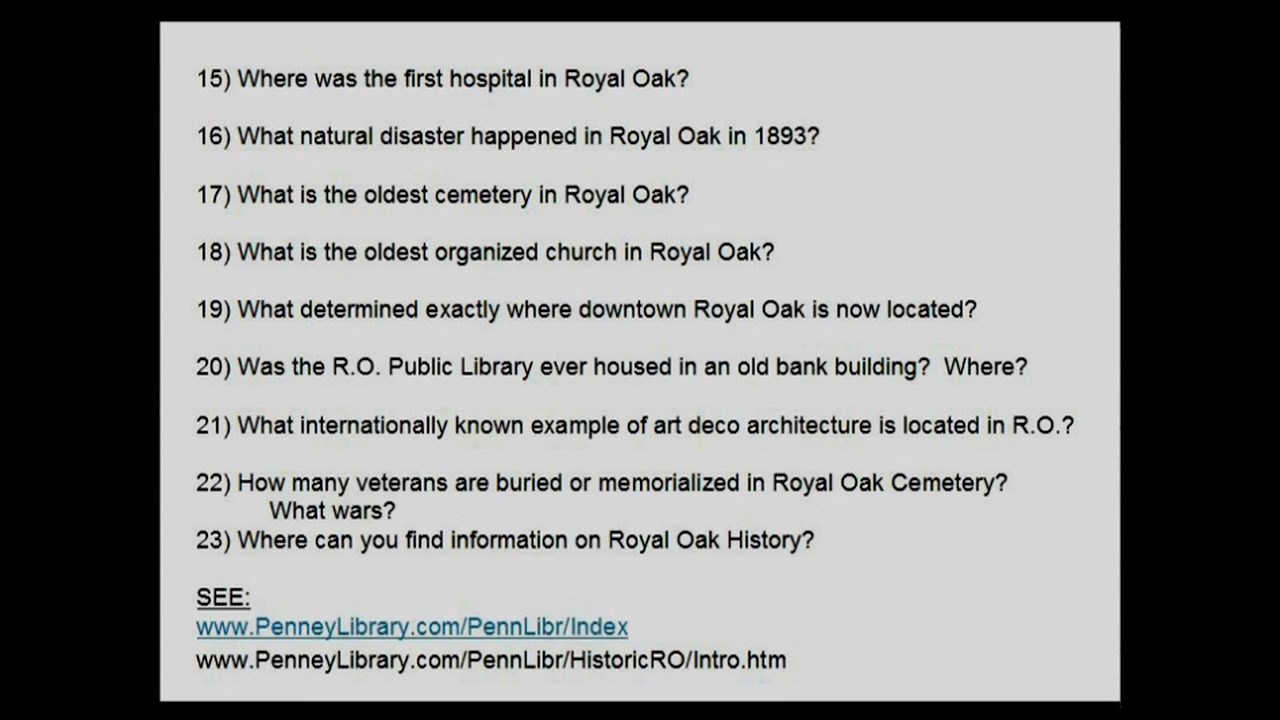 15) Where was the first hospital in Royal Oak?
16) What natural disaster happened in Royal Oak in 1893?
17) What is the oldest cemetery in Royal Oak?
18) What is the oldest organized church in Royal Oak?
19) What determined exactly where downtown Royal Oak is now located?
20) Was the R.O. Public Library ever housed in an old bank building?  Where?
21) What internationally known example of art deco architecture is located in R.O.?
22) How many veterans are buried or memorialized in Royal Oak Cemetery?
What wars?
23) Where can you find information on Royal Oak History?
SEE:
www.PenneyLibrary.com/PennLibr/Index
www.PenneyLibrary.com/PennLibr/HistoricRO/Intro.htm